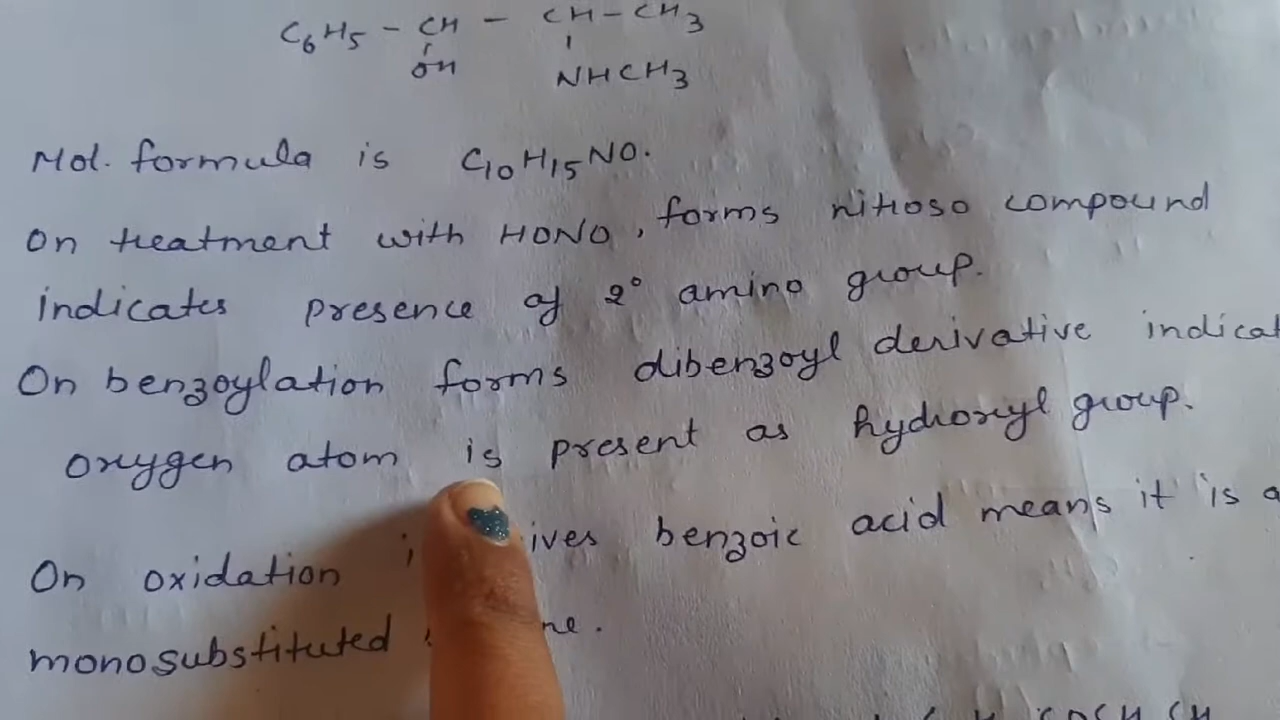 C6H5 - CH - CH-CH3
OH NHCH3
Mol. formula is C10H15NO.
On treatment with HONO, forms nitroso compound
indicates presence of 2° amino group.
On benzoylation forms dibenzoyl derivative indicat
oxygen atom is present as hydroxyl group.
On oxidation ives benzoic acid means it is a
monosubstituted ne.